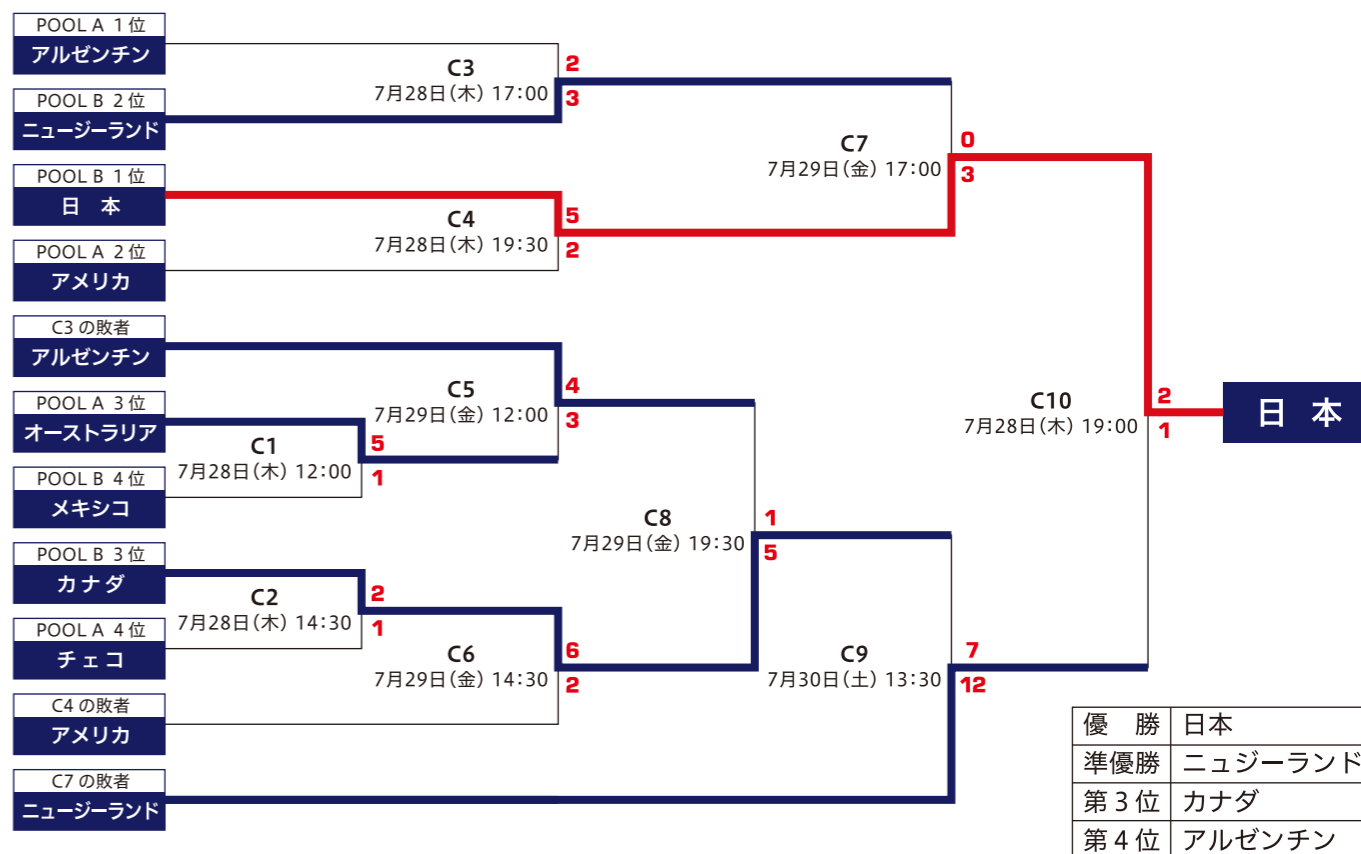 POOL A 1位
アルゼンチン
POOL B 2位
ニュージーランド
C3
7月28日(木) 17:00
2
3
POOL B 1位
日 本
POOL A 2位
アメリカ
C4
7月28日(木) 19:30
5
2
C7
7月29日(金) 17:00
0
3
C3の敗者
アルゼンチン
POOL A 3位
オーストラリア
POOL B 4位
メキシコ
C1
7月28日(木) 12:00
5
1
C5
7月29日(金) 12:00
4
3
POOL B 3位
カナダ
POOL A 4位
チェコ
C2
7月28日(木) 14:30
2
1
C4の敗者
アメリカ
C6
7月29日(金) 14:30
6
2
C8
7月29日(金) 19:30
1
5
C7の敗者
ニュージーランド
C9
7月30日(土) 13:30
7
12
C10
7月28日(木) 19:00
2
1
日 本
優 勝 日本
準優勝 ニュジーランド
第3位 カナダ
第4位 アルゼンチン